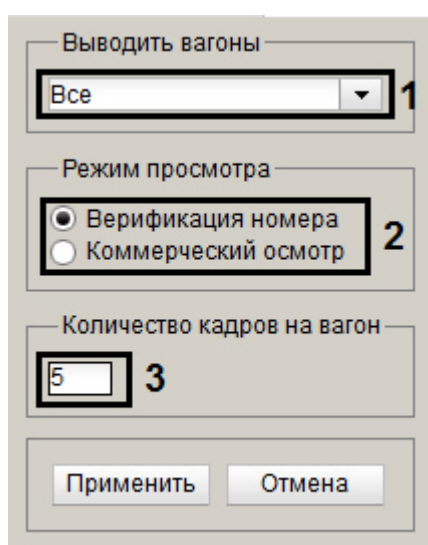 Выводить вагоны
Все 1
Режим просмотра
Верификация номера
Коммерческий осмотр 2
Количество кадров на вагон
5 3
Применить Отмена